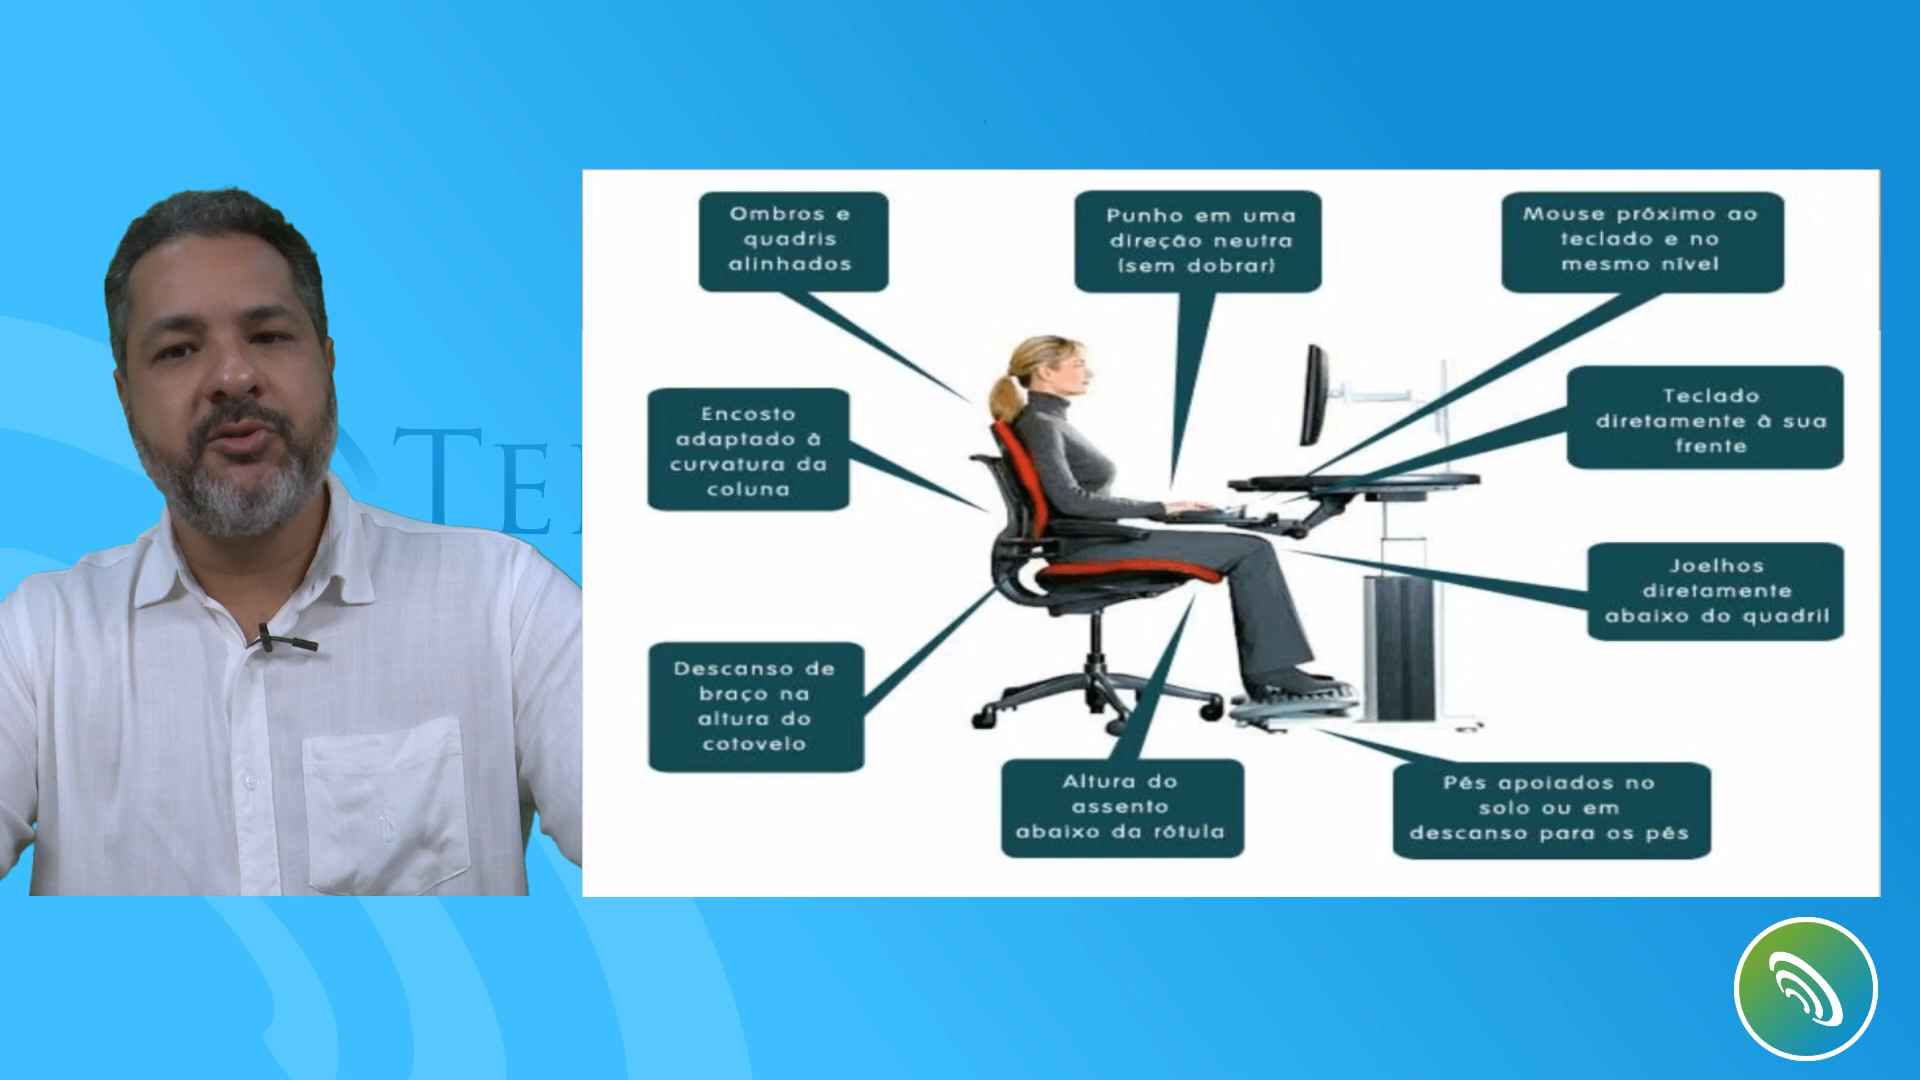 Ombros e
quadris
alinhados
Punho em uma
direção neutra
(sem dobrar)
Mouse próximo ao
teclado e no
mesmo nível
Encosto
adaptado à
curvatura da
coluna
Teclado
diretamente à sua
frente
Joelhos
diretamente
abaixo do quadril
Descanso de
braço na
altura do
cotovelo
Altura do
assento
abaixo da rótula
Pés apoiados no
solo ou em
descanso para os pés